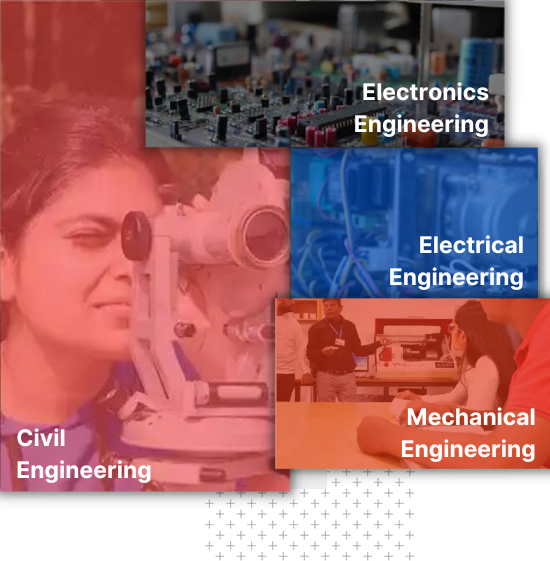 Electronics
Engineering
Electrical
Engineering
Mechanical
Engineering
Civil
Engineering